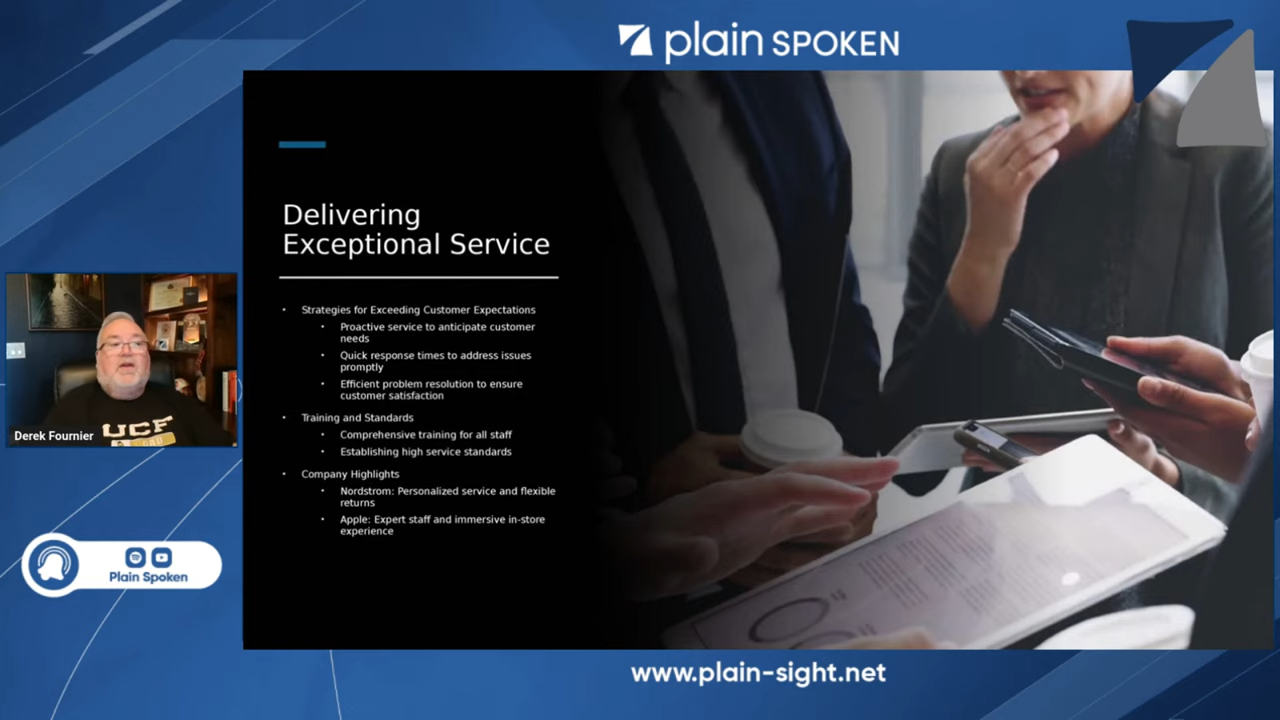 plain SPOKEN
Delivering
Exceptional Service
• Strategies for Exceeding Customer Expectations
• Proactive service to anticipate customer
needs
• Quick response times to address issues
promptly
• Efficient problem resolution to ensure
customer satisfaction
• Training and Standards
• Comprehensive training for all staff
• Establishing high service standards
• Company Highlights
• Nordstrom: Personalized service and flexible
returns
• Apple: Expert staff and immersive in-store
experience
UCF
Derek Fournier
Plain Spoken
www.plain-sight.net